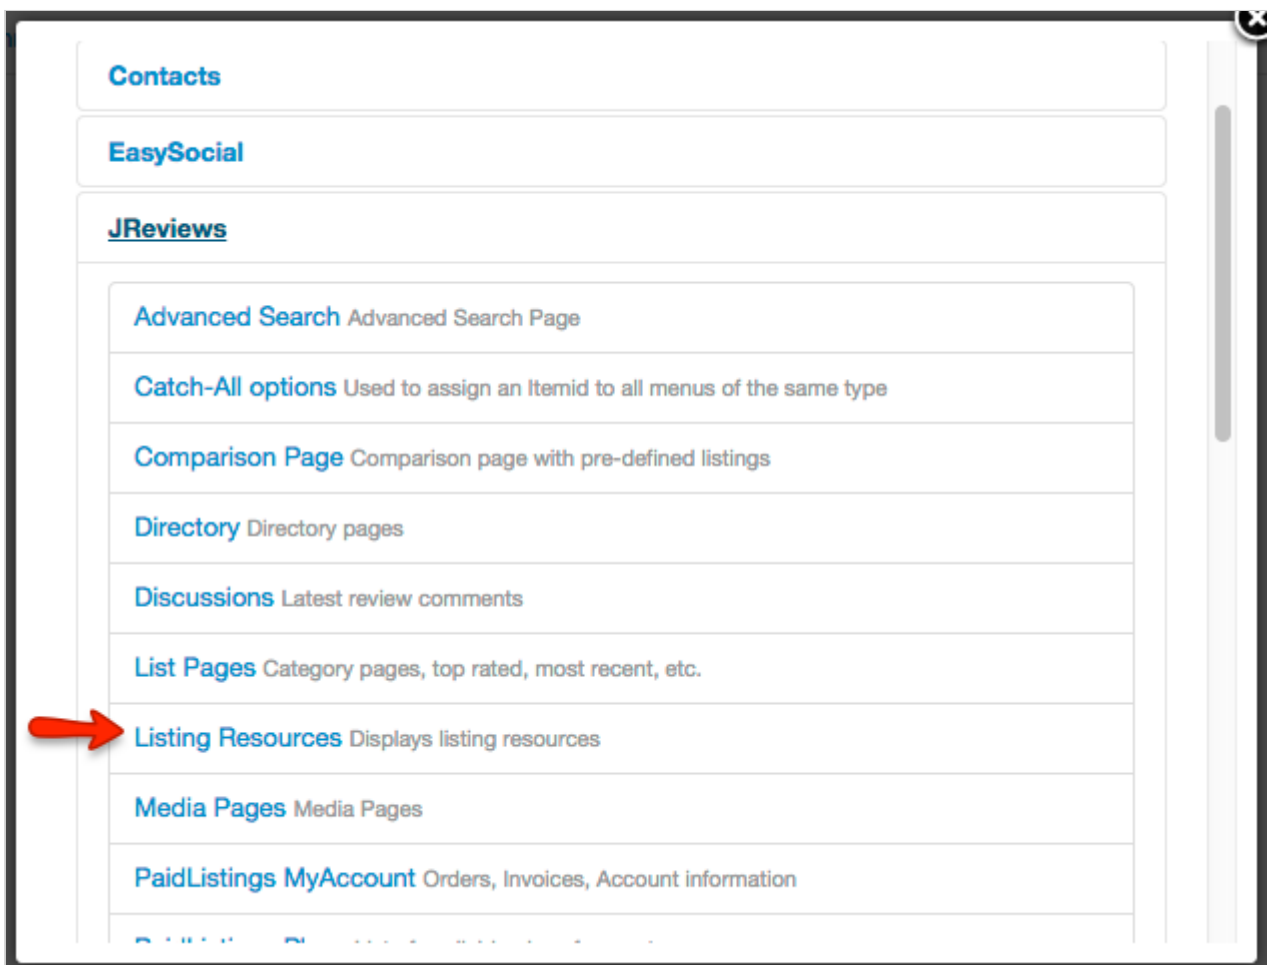 Contacts
EasySocial
JReviews
Advanced Search Advanced Search Page
Catch-All options Used to assign an Itemid to all menus of the same type
Comparison Page Comparison page with pre-defined listings
Directory Directory pages
Discussions Latest review comments
List Pages Category pages, top rated, most recent, etc.
Listing Resources Displays listing resources
Media Pages Media Pages
PaidListings MyAccount Orders, Invoices, Account information